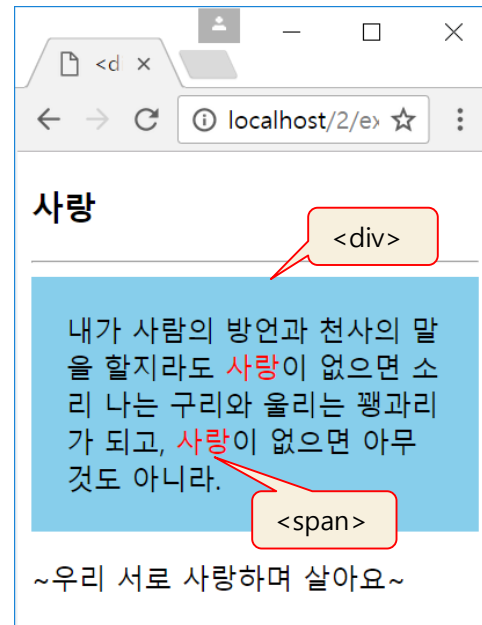 <d
localhost/2/ex
사랑
<div>
내가 사람의 방언과 천사의 말
을 할지라도 사랑이 없으면 소
리 나는 구리와 울리는 꽹과리
가 되고, 사랑이 없으면 아무
것도 아니라.
<span>
~우리 서로 사랑하며 살아요~